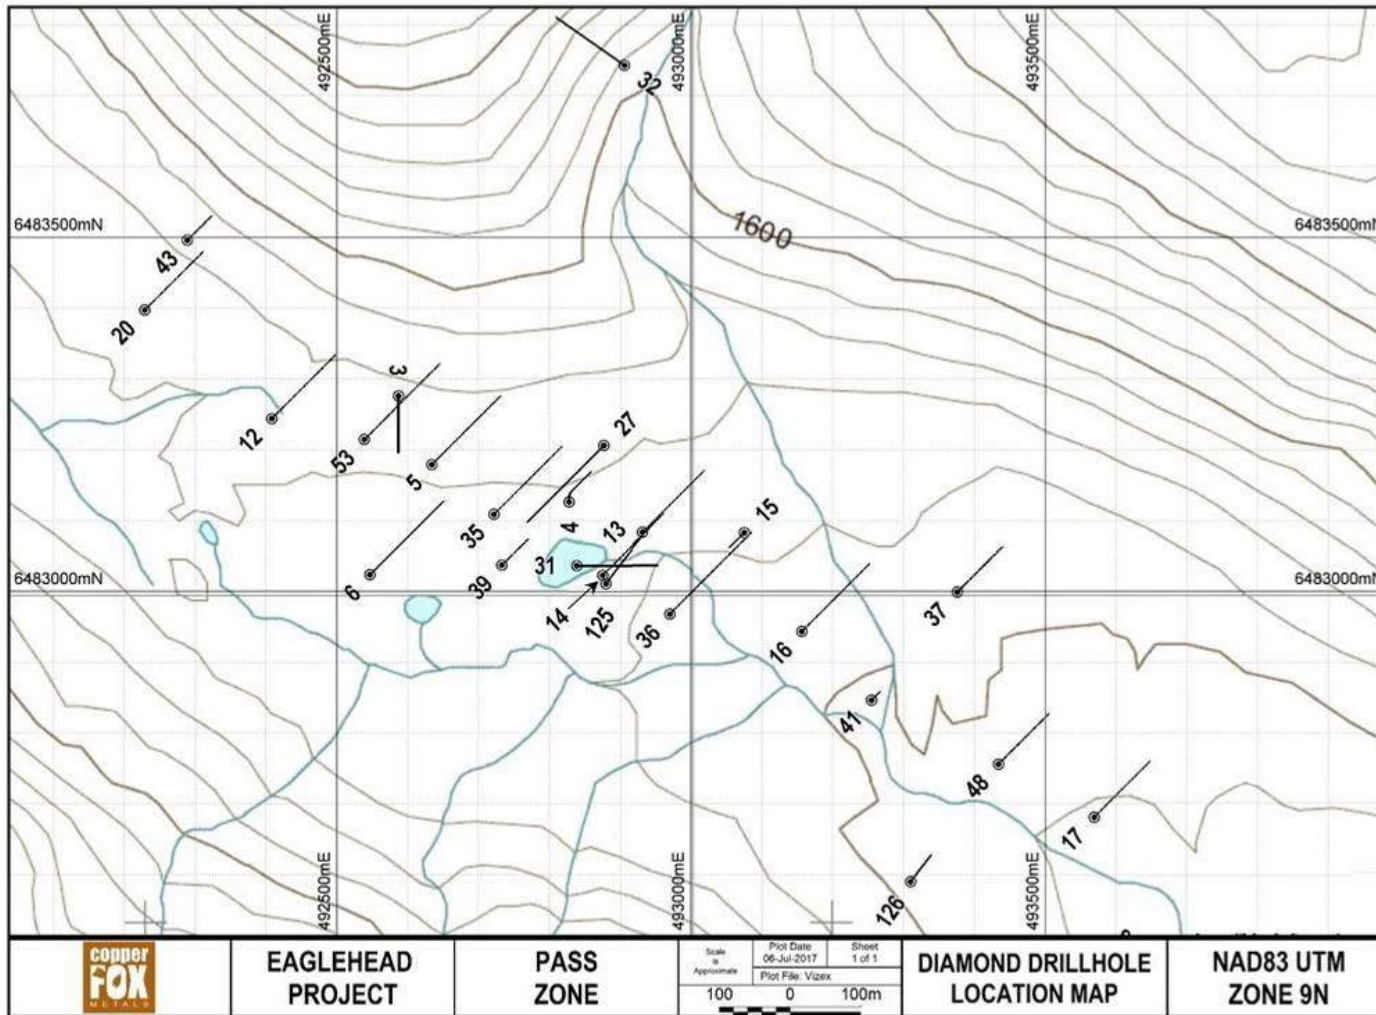 492500mE
493000mE
493500mE
32
6483500mN
6483500mN
1600
43
20
3
12
53
5
27
35
4
13
15
6
39
31
14
125
36
6483000mN
6483000mN
16
37
41
48
17
126
492500mE
493000mE
493500mE
copper
FOX
METALS
EAGLEHEAD
PROJECT
PASS
ZONE
Scale
is
Approximate
Plot Date
06-Jul-2017
Sheet
1 of 1
Plot File: Vizex
100 0 100m
DIAMOND DRILLHOLE
LOCATION MAP
NAD83 UTM
ZONE 9N